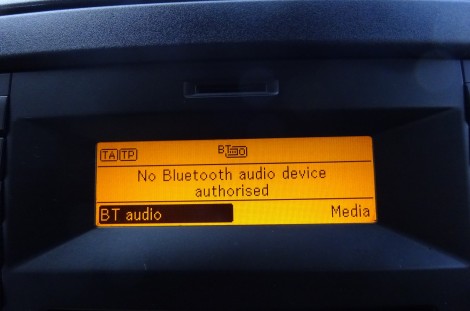 TA TP BT
No Bluetooth audio device
authorised
BT audio Media